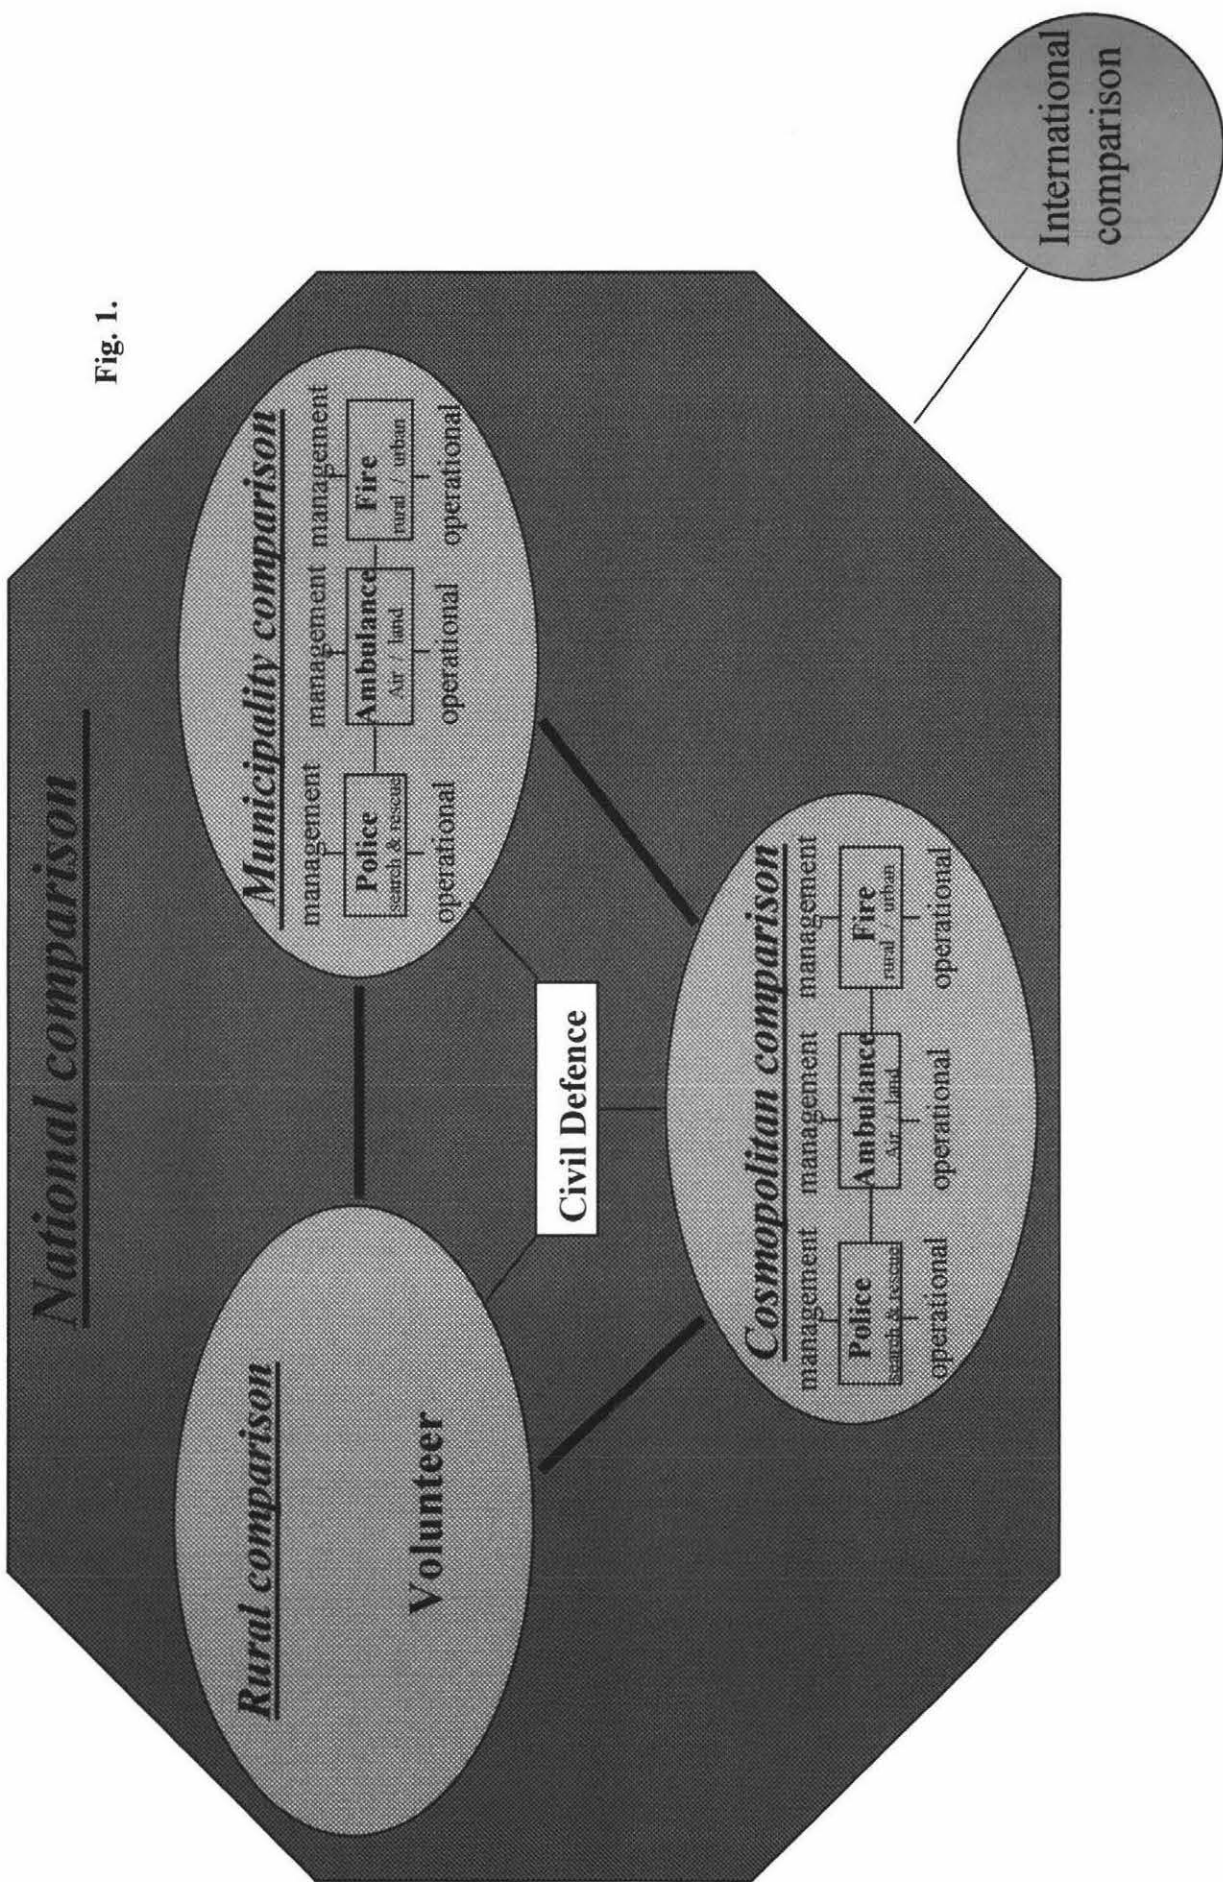 Fig. 1.
National comparison
Rural comparison
Volunteer
Municipality comparison
management management management
Police Ambulance Fire
search & rescue Air / land rural / urban
operational operational operational
Civil Defence
Cosmopolitan comparison
management management management
Police Ambulance Fire
search & rescue Air / land rural / urban
operational operational operational
International
comparison